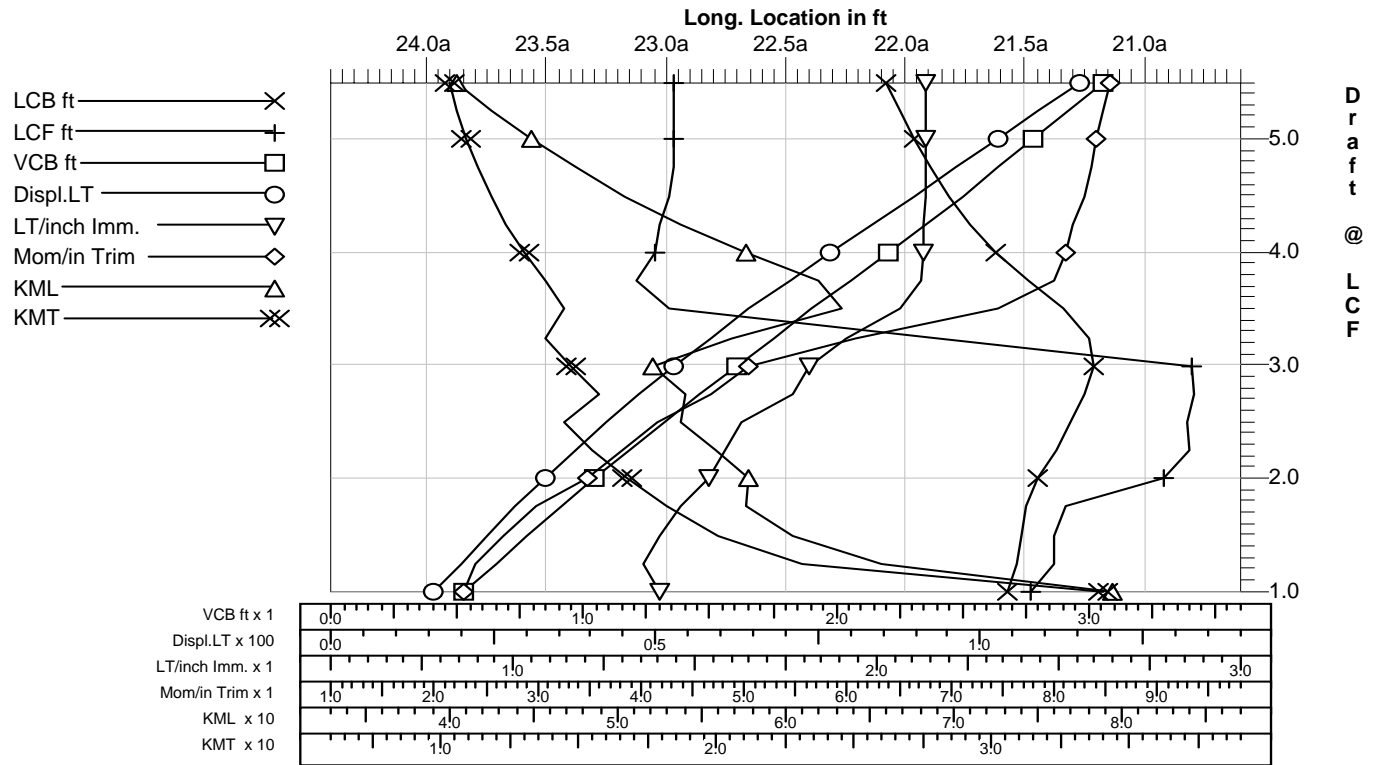 Long. Location in ft
24.0a 23.5a 23.0a 22.5a 22.0a 21.5a 21.0a
LCB ft
LCF ft
VCB ft
Displ.LT
LT/inch Imm.
Mom/in Trim
KML
KMT
5.0
4.0
3.0
2.0
1.0
Draft @ LCF
VCB ft x 1 0.0 1.0 2.0 3.0
Displ.LT x 100 0.0 0.5 1.0
LT/inch Imm. x 1 1.0 2.0 3.0
Mom/in Trim x 1 1.0 2.0 3.0 4.0 5.0 6.0 7.0 8.0 9.0
KML x 10 4.0 5.0 6.0 7.0 8.0
KMT x 10 1.0 2.0 3.0